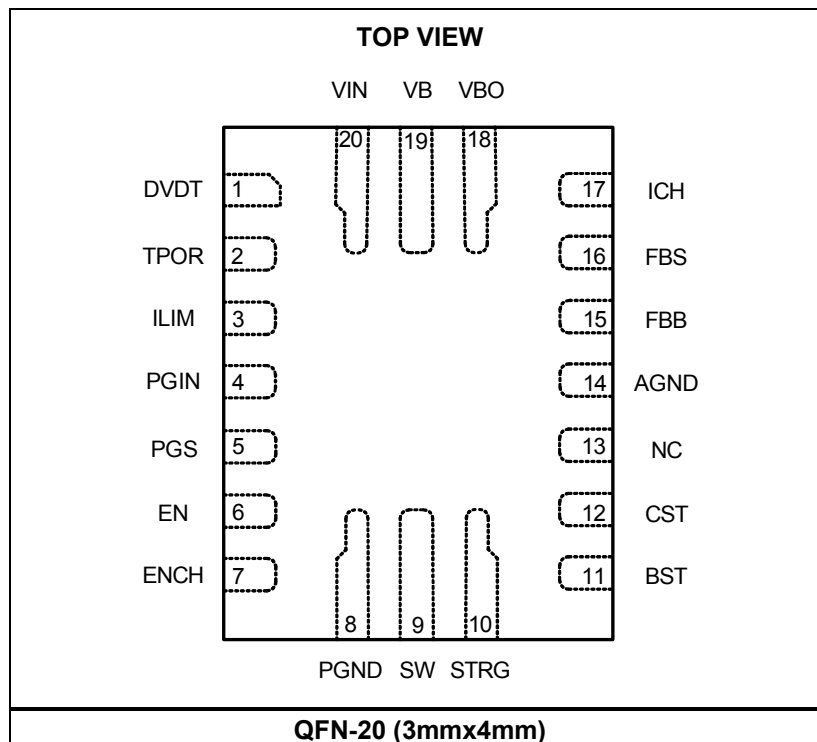 TOP VIEW
VIN VB VBO
20 19 18
DVDT 1 17 ICH
TPOR 2 16 FBS
ILIM 3 15 FBB
PGIN 4 14 AGND
PGS 5 13 NC
EN 6 12 CST
ENCH 7 11 BST
8 9 10
PGND SW STRG
QFN-20 (3mmx4mm)